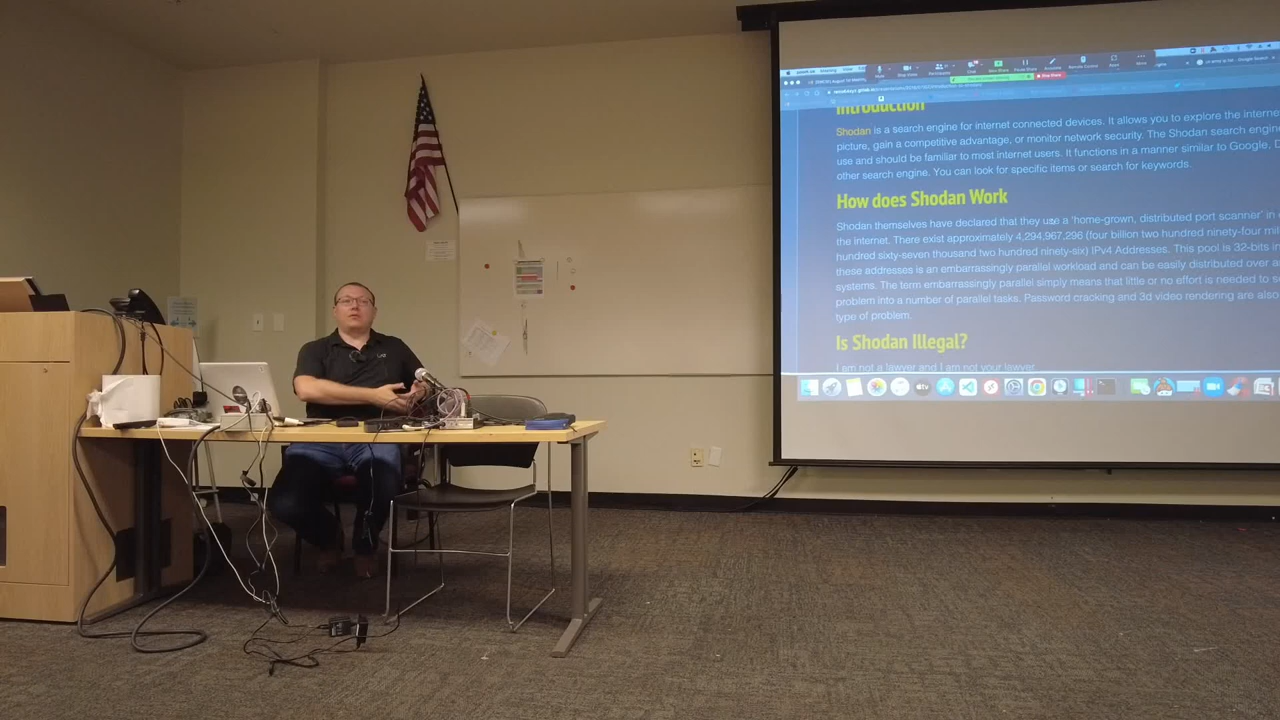 Introduction
Shodan is a search engine for internet connected devices. It allows you to explore the interne
picture, gain a competitive advantage, or monitor network security. The Shodan search engin
use and should be familiar to most internet users. It functions in a manner similar to Google, D
other search engine. You can look for specific items or search for keywords.
How does Shodan Work
Shodan themselves have declared that they use a 'home-grown, distributed port scanner' in
the internet. There exist approximately 4,294,967,296 (four billion two hundred ninety-four mil
hundred sixty-seven thousand two hundred ninety-six) IPv4 Addresses. This pool is 32-bits in
these addresses is an embarrassingly parallel workload and can be easily distributed over a
systems. The term embarrassingly parallel simply means that little or no effort is needed to s
problem into a number of parallel tasks. Password cracking and 3d video rendering are also
type of problem.
Is Shodan Illegal?
I am not a lawyer and I am not your lawyer.